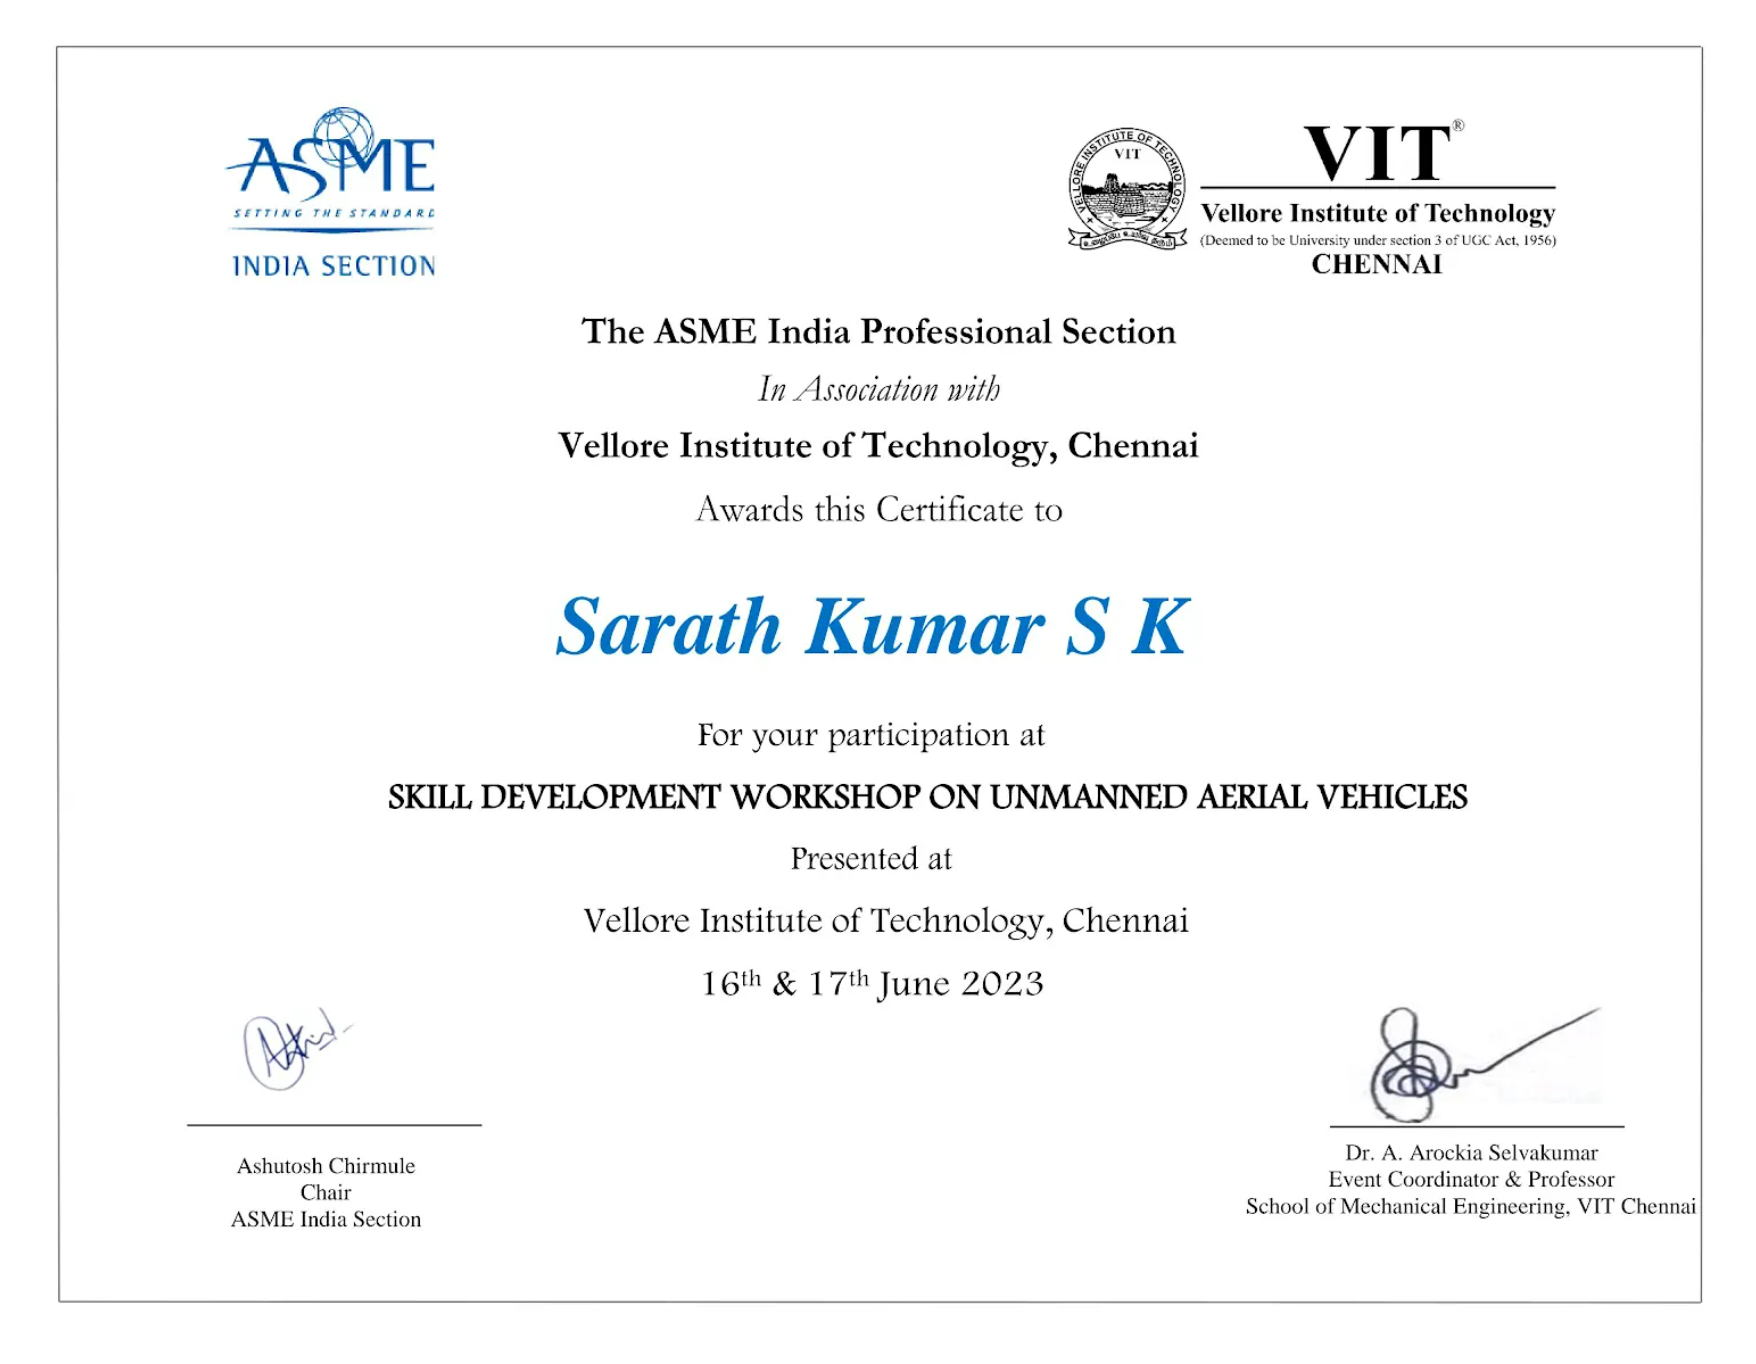 ASME
SETTING THE STANDARD
INDIA SECTION
VELLORE INSTITUTE OF TECHNOLOGY
VIT
VIT®
Vellore Institute of Technology
(Deemed to be University under section 3 of UGC Act, 1956)
CHENNAI
The ASME India Professional Section
In Association with
Vellore Institute of Technology, Chennai
Awards this Certificate to
Sarath Kumar S K
For your participation at
SKILL DEVELOPMENT WORKSHOP ON UNMANNED AERIAL VEHICLES
Presented at
Vellore Institute of Technology, Chennai
16th & 17th June 2023
Ashutosh Chirmule
Chair
ASME India Section
Dr. A. Arockia Selvakumar
Event Coordinator & Professor
School of Mechanical Engineering, VIT Chennai